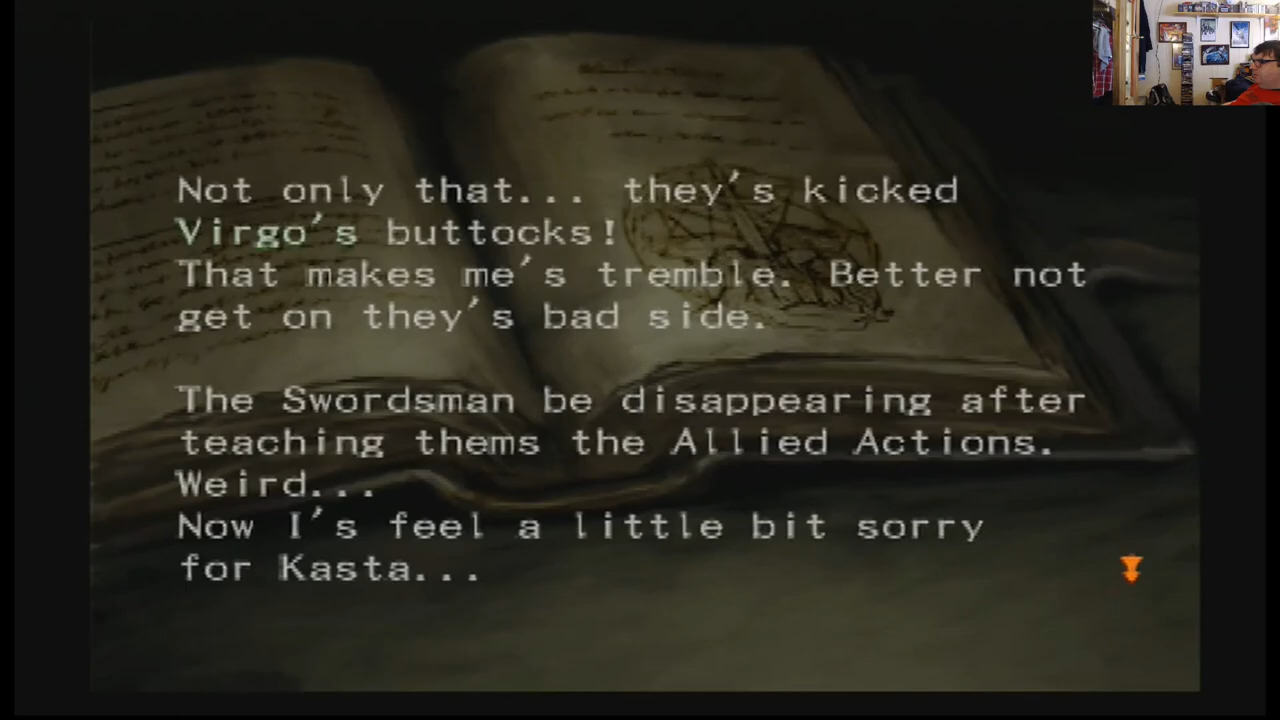 Not only that... they's kicked
Virgo's buttocks!
That makes me's tremble. Better not
get on they's bad side.
The Swordsman be disappearing after
teaching thems the Allied Actions.
Weird...
Now I's feel a little bit sorry
for Kasta...